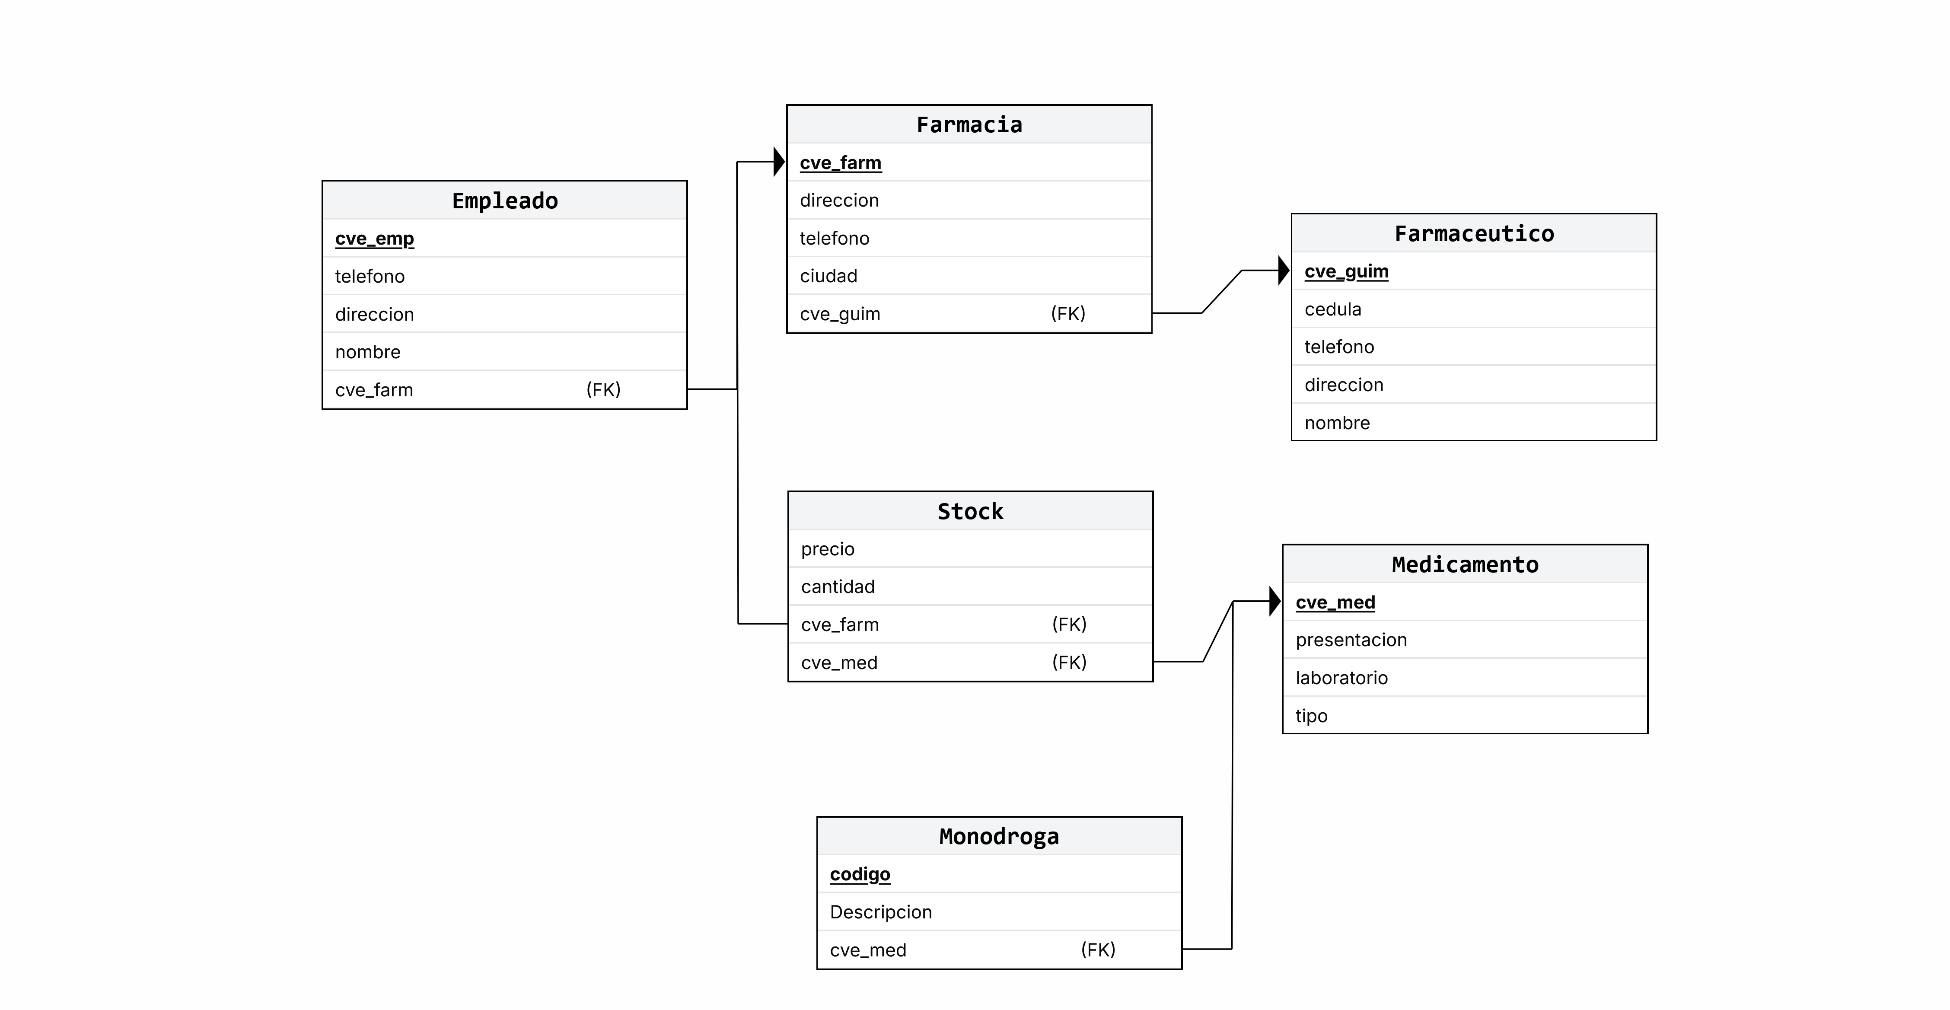 Empleado
cve_emp
telefono
direccion
nombre
cve_farm (FK)
Farmacia
cve_farm
direccion
telefono
ciudad
cve_guim (FK)
Farmaceutico
cve_guim
cedula
telefono
direccion
nombre
Stock
precio
cantidad
cve_farm (FK)
cve_med (FK)
Medicamento
cve_med
presentacion
laboratorio
tipo
Monodroga
codigo
Descripcion
cve_med (FK)